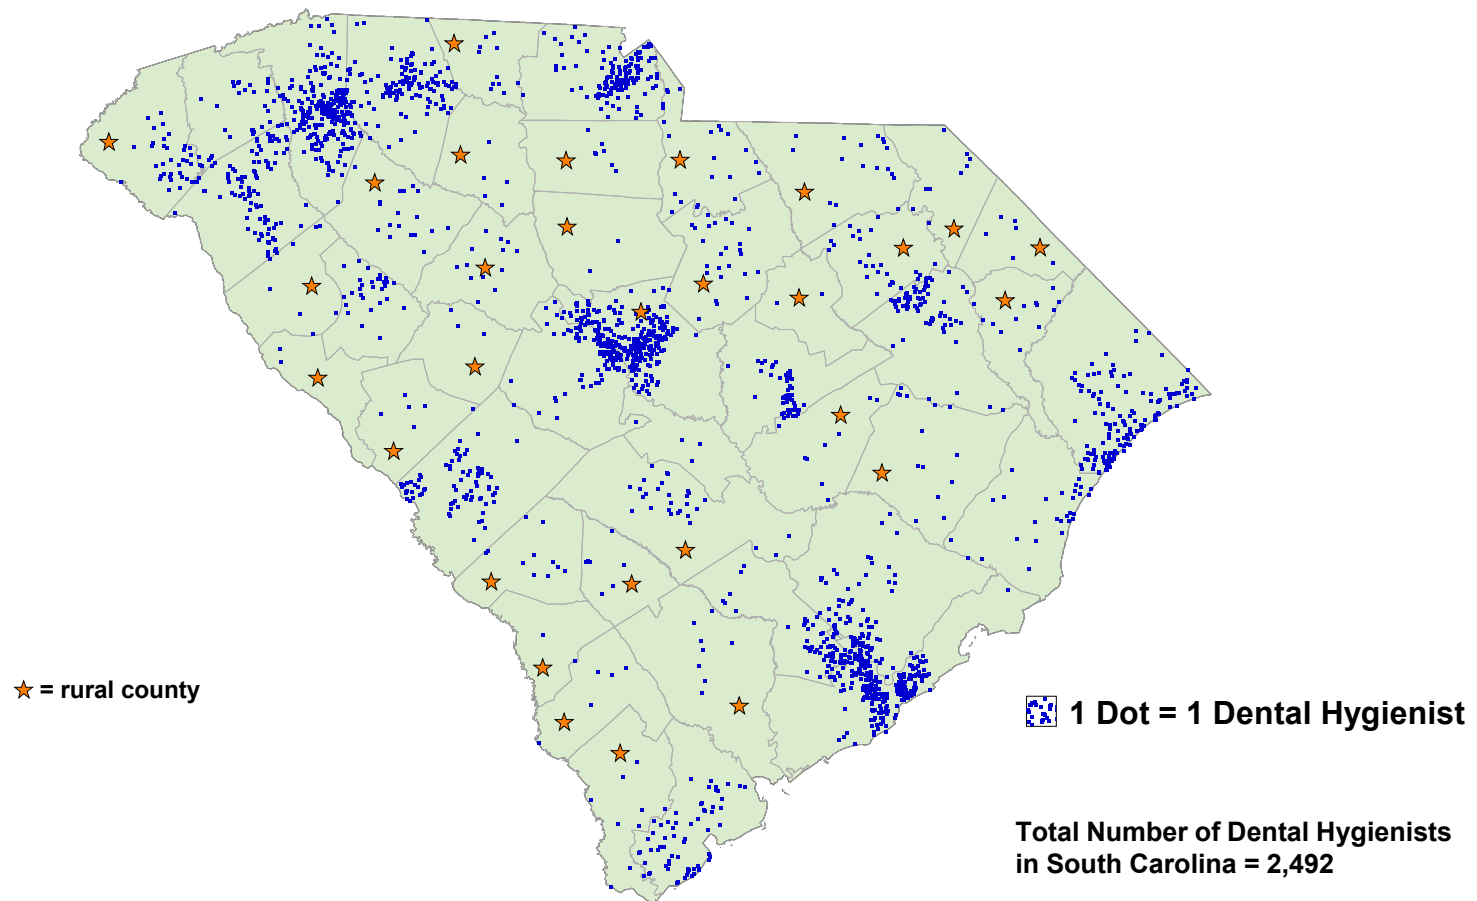 = rural county
1 Dot = 1 Dental Hygienist
Total Number of Dental Hygienists
in South Carolina = 2,492